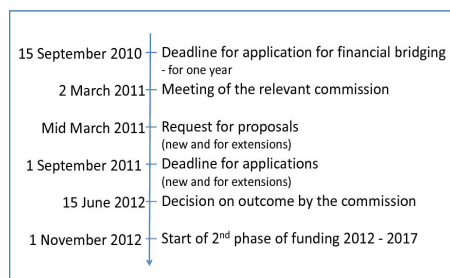 15 September 2010 Deadline for application for financial bridging
- for one year
2 March 2011 Meeting of the relevant commission
Mid March 2011 Request for proposals
(new and for extensions)
1 September 2011 Deadline for applications
(new and for extensions)
15 June 2012 Decision on outcome by the commission
1 November 2012 Start of 2nd phase of funding 2012 - 2017